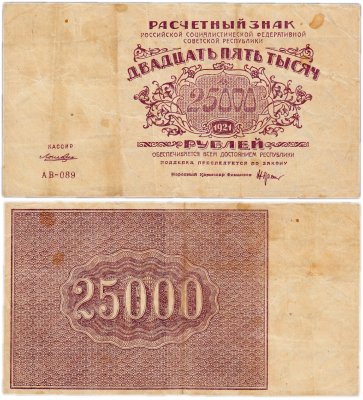 РАСЧЕТНЫЙ ЗНАК
РОССИЙСКОЙ СОЦИАЛИСТИЧЕСКОЙ ФЕДЕРАТИВНОЙ
СОВЕТСКОЙ РЕСПУБЛИКИ
ДВАДЦАТЬ ПЯТЬ ТЫСЯЧ
25000
1921
РУБЛЕЙ
ОБЕСПЕЧИВАЕТСЯ ВСЕМ ДОСТОЯНИЕМ РЕСПУБЛИКИ
ПОДДЕЛКА ПРЕСЛЕДУЕТСЯ ПО ЗАКОНУ
КАССИР
Народный Комиссар Финансов
АВ-089
25000